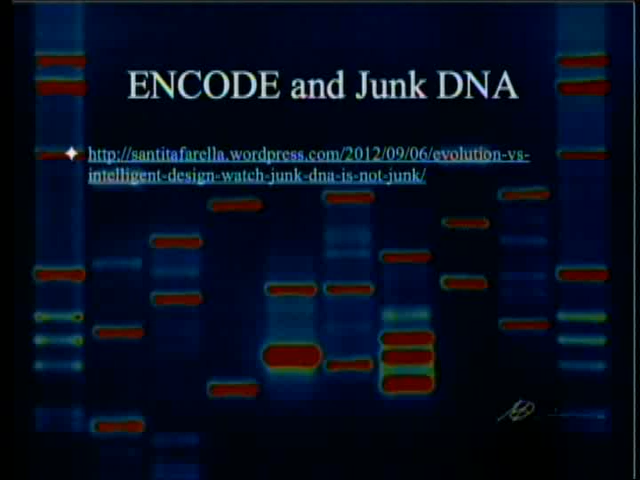 ENCODE and Junk DNA
http://santitafarella.wordpress.com/2012/09/06/evolution-vs-
intelligent-design-watch-junk-dna-is-not-junk/